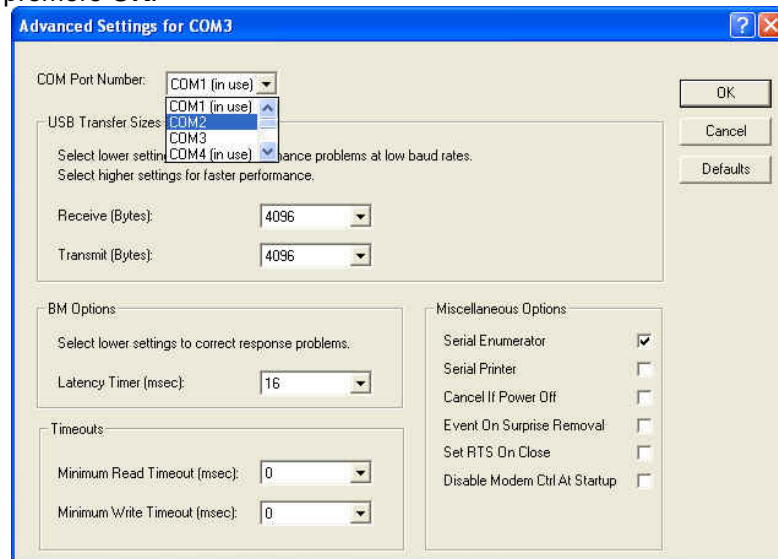 Advanced Settings for COM3
COM Port Number: COM1 (in use)
COM1 (in use)
COM2
COM3
COM4 (in use)
USB Transfer Sizes
Select lower mance problems at low baud rates.
Select higher settings for faster performance.
Receive (Bytes): 4096
Transmit (Bytes): 4096
BM Options
Select lower settings to correct response problems.
Latency Timer (msec): 16
Timeouts
Minimum Read Timeout (msec): 0
Minimum Write Timeout (msec): 0
Miscellaneous Options
Serial Enumerator
Serial Printer
Cancel If Power Off
Event On Surprise Removal
Set RTS On Close
Disable Modem Ctrl At Startup
OK
Cancel
Defaults